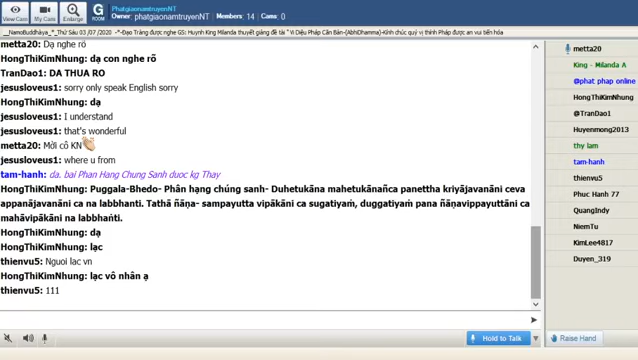 View Cam
My Cam
Enlarge
G
ROOM
PhatgiaonamtruyenNT
Owner: phatgiaonamtruyenNT | Members: 14 | Cams: 0
__NamoBuddhàya_* Thứ Sáu 03 /07 /2020 -*-Đạo Tràng được nghe GS: Huynh King Milanda thuyết giảng đề tài " Vi Diệu Pháp Căn Bản-(AbhiDhamma)-Kính chúc quý vị thính Pháp được an vui tiến hóa
metta20: Dạ nghe rõ
HongThiKimNhung: dạ con nghe rõ
TranDao1: DA THUA RO
jesusloveus1: sorry only speak English sorry
HongThiKimNhung: dạ
jesusloveus1: I understand
jesusloveus1: that's wonderful
metta20: Mời cô KN
jesusloveus1: where u from
tam-hanh: da. bai Phan Hang Chung Sanh duoc kg Thay
HongThiKimNhung: Puggala-Bhedo- Phân hạng chúng sanh- Duhetukāna mahetukānañca panettha kriyājavanāni ceva
appanājavanāni ca na labbhanti. Tathā ñāṇa- sampayutta vipākāni ca sugatiyaṃ, duggatiyaṃ pana ñāṇavippayuttāni ca
mahāvipākāni na labbhaṅti.
HongThiKimNhung: dạ
HongThiKimNhung: lạc
thienvu5: Nguoi lac vn
HongThiKimNhung: lạc vô nhân ạ
thienvu5: 111
Hold to Talk
Raise Hand
metta20
King - Milanda A
@phat phap online
HongThiKimNhung
@TranDao1
Huyenmong2013
thy lam
tam-hanh
thienvu5
Phuc Hanh 77
QuangIndy
NiemTu
KimLee4817
Duyen_319